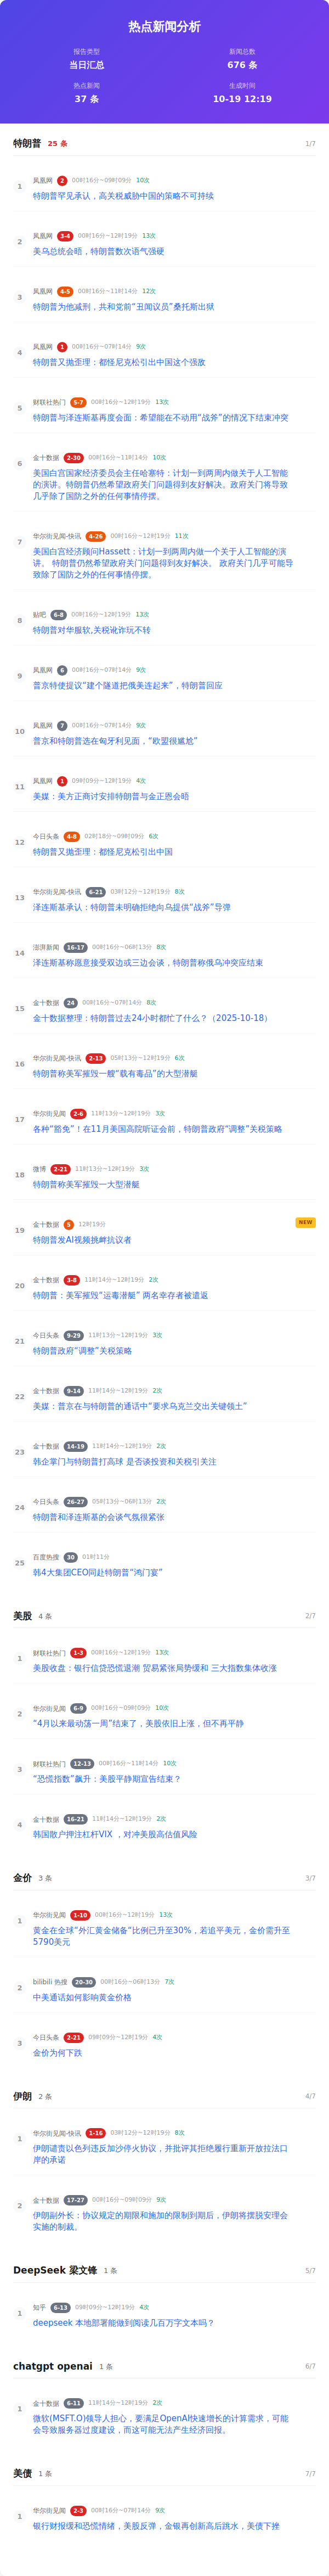 热点新闻分析
报告类型
新闻总数
当日汇总
676 条
热点新闻
生成时间
37 条
10-19 12:19
特朗普 25 条 1/7
1
凤凰网 2 00时16分~09时09分 10次
特朗普罕见承认，高关税威胁中国的策略不可持续
2
凤凰网 3-4 00时16分~12时19分 13次
美乌总统会晤，特朗普数次语气强硬
3
凤凰网 4-5 00时16分~11时14分 12次
特朗普为他减刑，共和党前“丑闻议员”桑托斯出狱
4
凤凰网 1 00时16分~07时14分 9次
特朗普又抛歪理：都怪尼克松引出中国这个强敌
5
财联社热门 5-7 00时16分~12时19分 13次
特朗普与泽连斯基再度会面：希望能在不动用“战斧”的情况下结束冲突
6
金十数据 2-30 00时16分~11时14分 10次
美国白宫国家经济委员会主任哈塞特：计划一到两周内做关于人工智能
的演讲。特朗普仍然希望政府关门问题得到友好解决。政府关门将导致
几乎除了国防之外的任何事情停摆。
7
华尔街见闻-快讯 4-26 00时16分~12时19分 11次
美国白宫经济顾问Hassett：计划一到两周内做一个关于人工智能的演
讲。 特朗普仍然希望政府关门问题得到友好解决。 政府关门几乎可能导
致除了国防之外的任何事情停摆。
8
贴吧 6-8 00时16分~12时19分 13次
特朗普对华服软,关税讹诈玩不转
9
凤凰网 6 00时16分~07时14分 9次
普京特使提议“建个隧道把俄美连起来”，特朗普回应
10
凤凰网 7 00时16分~07时14分 9次
普京和特朗普选在匈牙利见面，“欧盟很尴尬”
11
凤凰网 1 09时09分~12时19分 4次
美媒：美方正商讨安排特朗普与金正恩会晤
12
今日头条 4-8 02时18分~09时09分 6次
特朗普又抛歪理：都怪尼克松引出中国
13
华尔街见闻-快讯 6-21 03时12分~12时19分 8次
泽连斯基承认：特朗普未明确拒绝向乌提供“战斧”导弹
14
澎湃新闻 16-17 00时16分~06时13分 8次
泽连斯基称愿意接受双边或三边会谈，特朗普称俄乌冲突应结束
15
金十数据 24 00时16分~07时14分 8次
金十数据整理：特朗普过去24小时都忙了什么？（2025-10-18）
16
华尔街见闻-快讯 2-13 05时13分~12时19分 6次
特朗普称美军摧毁一艘“载有毒品”的大型潜艇
17
华尔街见闻 2-6 11时13分~12时19分 3次
各种“豁免”！在11月美国高院听证会前，特朗普政府“调整”关税策略
18
微博 2-21 11时13分~12时19分 3次
特朗普称美军摧毁一大型潜艇
19
金十数据 5 12时19分
NEW
特朗普发AI视频挑衅抗议者
20
金十数据 3-8 11时14分~12时19分 2次
特朗普：美军摧毁“运毒潜艇” 两名幸存者被遣返
21
今日头条 9-29 11时13分~12时19分 3次
特朗普政府“调整”关税策略
22
金十数据 9-14 11时14分~12时19分 2次
美媒：普京在与特朗普的通话中“要求乌克兰交出关键领土”
23
金十数据 14-19 11时14分~12时19分 2次
韩企掌门与特朗普打高球 是否谈投资和关税引关注
24
今日头条 26-27 05时13分~06时13分 2次
特朗普和泽连斯基的会谈气氛很紧张
25
百度热搜 30 01时11分
韩4大集团CEO同赴特朗普“鸿门宴”
美股 4 条 2/7
1
财联社热门 1-3 00时16分~12时19分 13次
美股收盘：银行信贷恐慌退潮 贸易紧张局势缓和 三大指数集体收涨
2
华尔街见闻 6-9 00时16分~09时09分 10次
“4月以来最动荡一周”结束了，美股依旧上涨，但不再平静
3
财联社热门 12-13 00时16分~11时14分 10次
“恐慌指数”飙升：美股平静期宣告结束？
4
金十数据 16-21 11时14分~12时19分 2次
韩国散户押注杠杆VIX ，对冲美股高估值风险
金价 3 条 3/7
1
华尔街见闻 1-10 00时16分~12时19分 13次
黄金在全球“外汇黄金储备”比例已升至30%，若追平美元，金价需升至
5790美元
2
bilibili 热搜 20-30 00时16分~06时13分 7次
中美通话如何影响黄金价格
3
今日头条 2-21 09时09分~12时19分 4次
金价为何下跌
伊朗 2 条 4/7
1
华尔街见闻-快讯 1-16 03时12分~12时19分 8次
伊朗谴责以色列违反加沙停火协议，并批评其拒绝履行重新开放拉法口
岸的承诺
2
金十数据 17-27 00时16分~09时09分 9次
伊朗副外长：协议规定的期限和施加的限制到期后，伊朗将摆脱安理会
实施的制裁。
DeepSeek 梁文锋 1 条 5/7
1
知乎 6-13 09时09分~12时19分 4次
deepseek 本地部署能做到阅读几百万字文本吗？
chatgpt openai 1 条 6/7
1
金十数据 6-11 11时14分~12时19分 2次
微软(MSFT.O)领导人担心，要满足OpenAI快速增长的计算需求，可能
会导致服务器过度建设，而这可能无法产生经济回报。
美债 1 条 7/7
1
华尔街见闻 2-3 00时16分~07时14分 9次
银行财报缓和恐慌情绪，美股反弹，金银再创新高后跳水，美债下挫